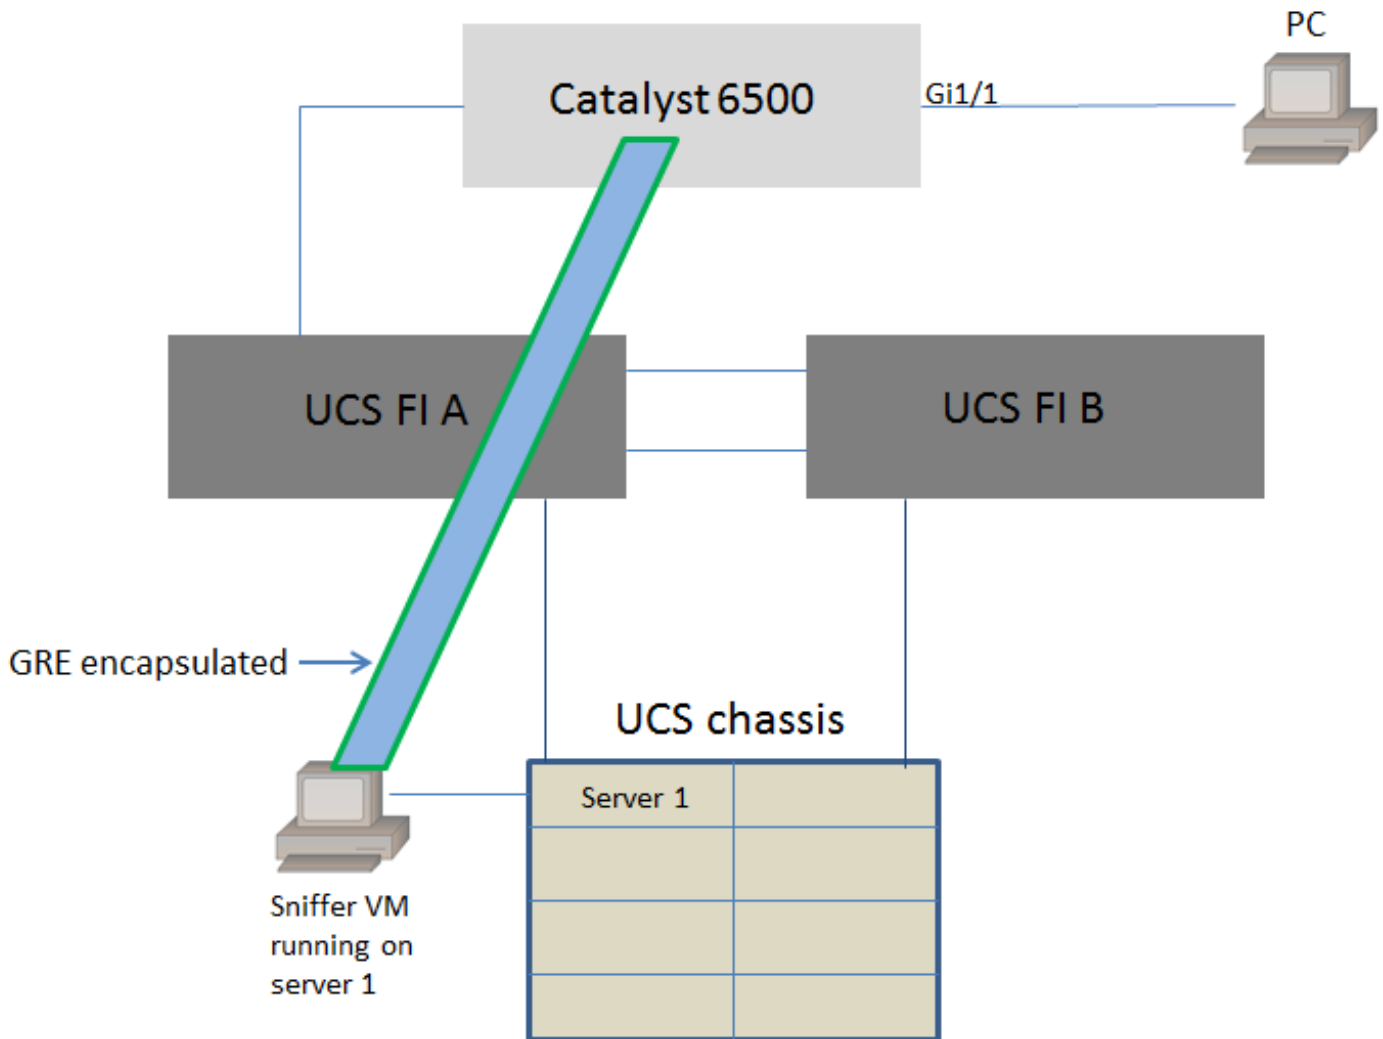 PC
Catalyst 6500
Gi1/1
UCS FI A
UCS FI B
GRE encapsulated
UCS chassis
Server 1
Sniffer VM
running on
server 1